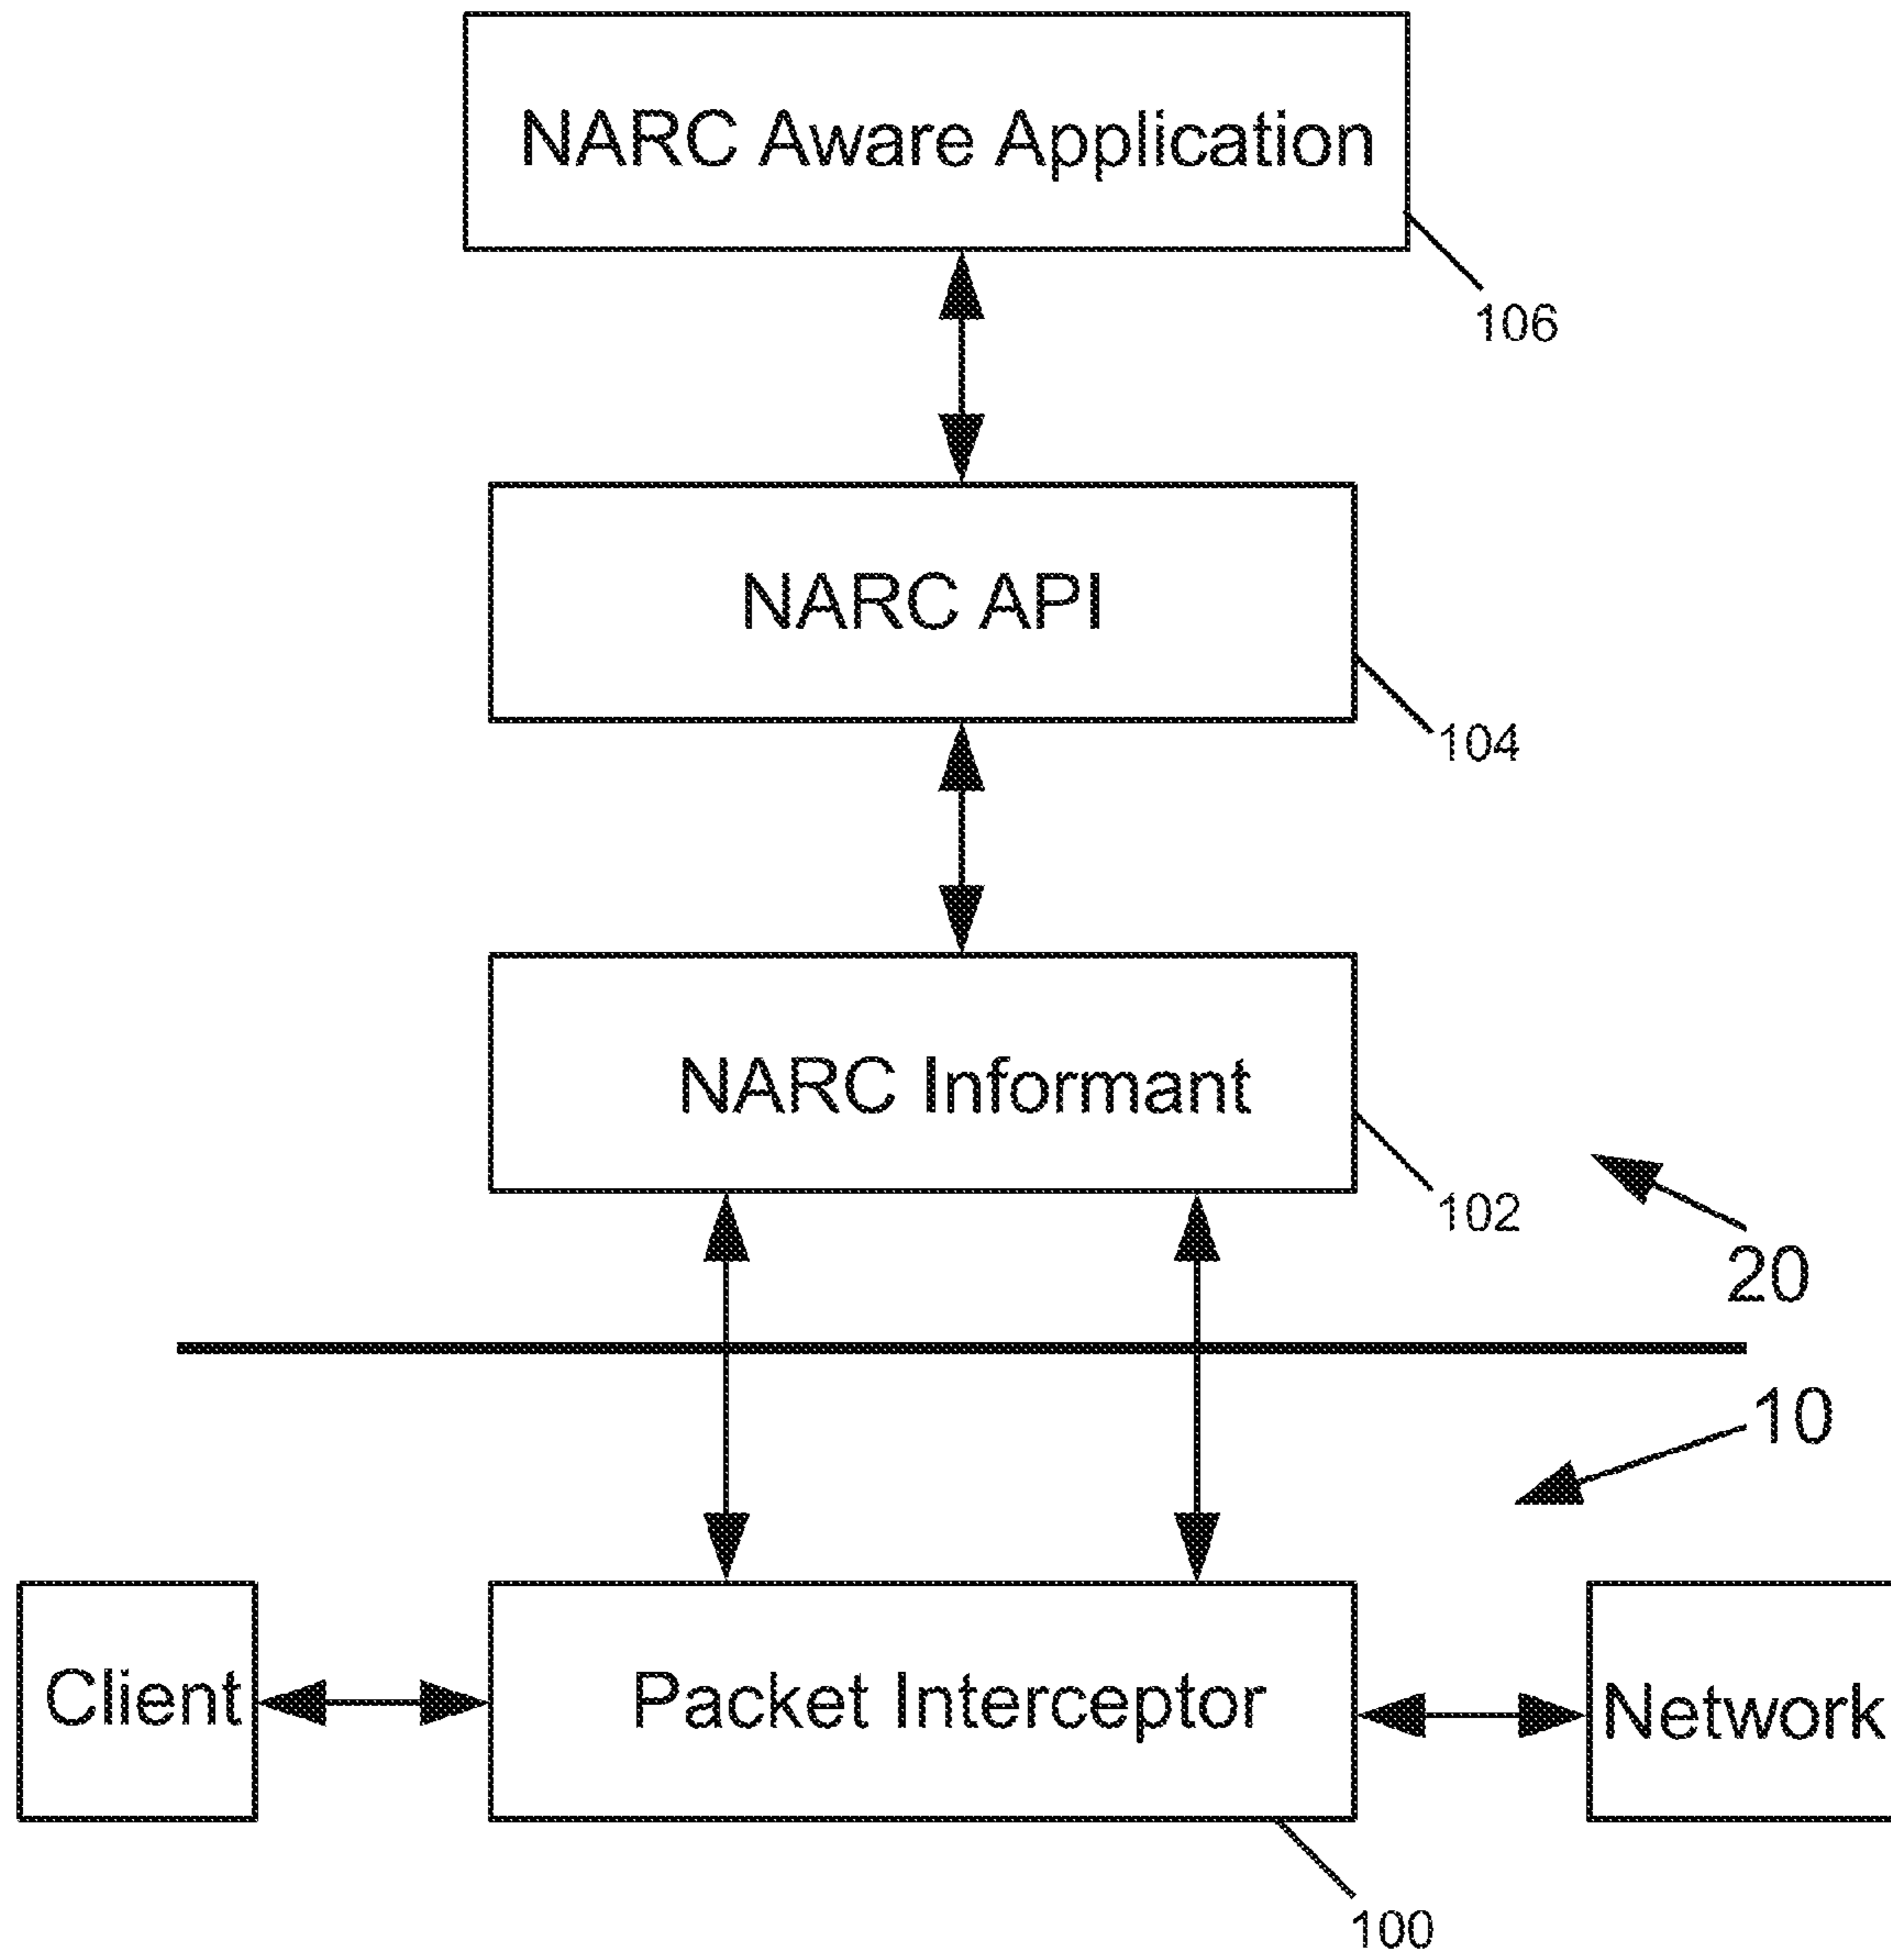 NARC Aware Application
106
NARC API
104
NARC Informant
102
20
10
Client
Packet Interceptor
Network
100